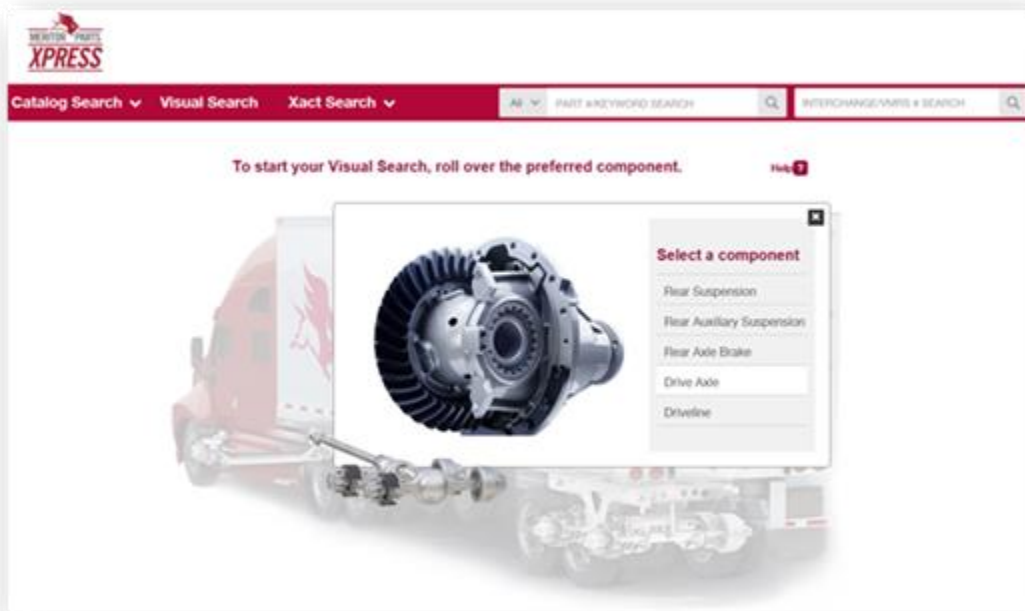 MERITOR PARTS
XPRESS
Catalog Search Visual Search Xact Search All PART #/KEYWORD SEARCH INTERCHANGE/VMRS # SEARCH
To start your Visual Search, roll over the preferred component. Help ?
Select a component
Rear Suspension
Rear Auxiliary Suspension
Rear Axle Brake
Drive Axle
Driveline